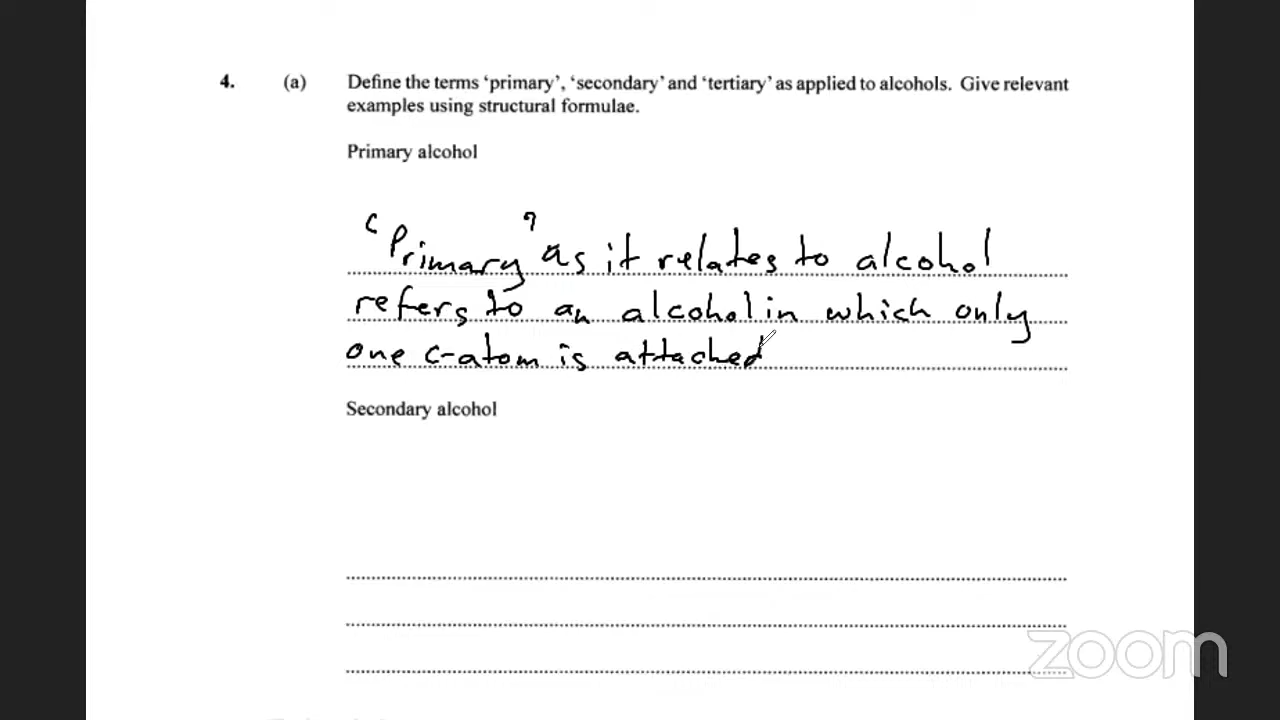 4. (a) Define the terms ‘primary’, ‘secondary’ and ‘tertiary’ as applied to alcohols. Give relevant
examples using structural formulae.
Primary alcohol
‘Primary’ as it relates to alcohol
refers to an alcohol in which only
one c-atom is attached
Secondary alcohol
zoom